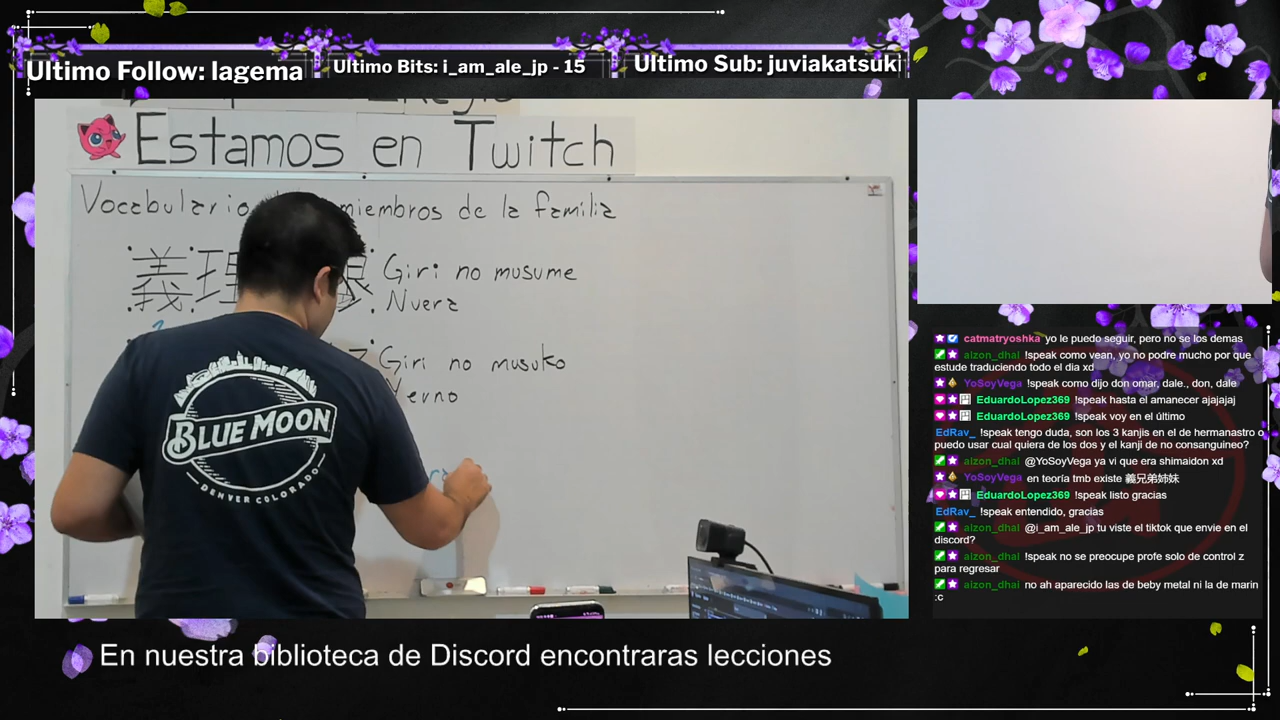 Ultimo Follow: lagema
Ultimo Bits: i_am_ale_jp - 15
Ultimo Sub: juviakatsuki
Estamos en Twitch
Vocabulario miembros de la familia
義理 Giri no musume
Nuera
Giri no musuko
Yerno
BLUE MOON
DENVER COLORADO
catmatryoshka yo le puedo seguir, pero no se los demas
aizon_dhal !speak como vean, yo no podre mucho por que
estude traduciendo todo el dia xd
YoSoyVega !speak como dijo don omar, dale., don, dale
EduardoLopez369 !speak hasta el amanecer ajajajaj
EduardoLopez369 !speak voy en el último
EdRav_ !speak tengo duda, son los 3 kanjis en el de hermanastro o
puedo usar cual quiera de los dos y el kanji de no consanguineo?
aizon_dhal @YoSoyVega ya vi que era shimaidon xd
YoSoyVega en teoría tmb existe 義兄弟姉妹
EduardoLopez369 !speak listo gracias
EdRav_ !speak entendido, gracias
aizon_dhal @i_am_ale_jp tu viste el tiktok que envie en el
discord?
aizon_dhal !speak no se preocupe profe solo de control z
para regresar
aizon_dhal no ah aparecido las de beby metal ni la de marin
:c
En nuestra biblioteca de Discord encontraras lecciones